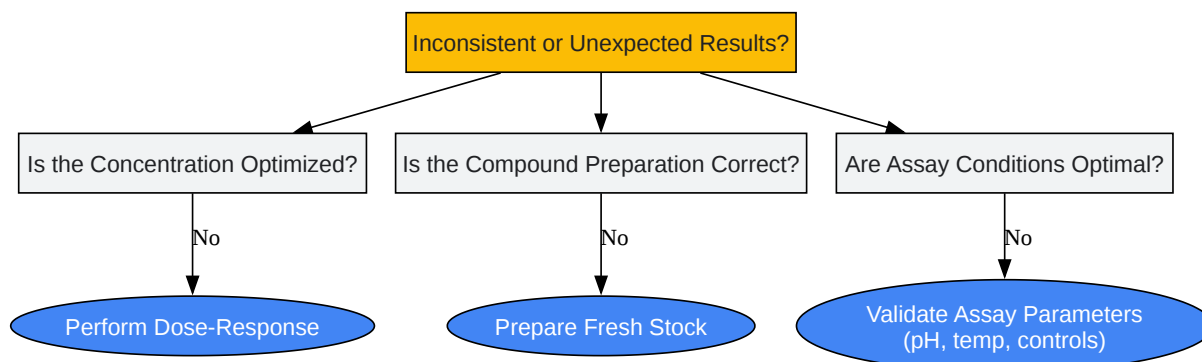 Inconsistent or Unexpected Results?
Is the Concentration Optimized?
Is the Compound Preparation Correct?
Are Assay Conditions Optimal?
No
No
No
Perform Dose-Response
Prepare Fresh Stock
Validate Assay Parameters
(pH, temp, controls)